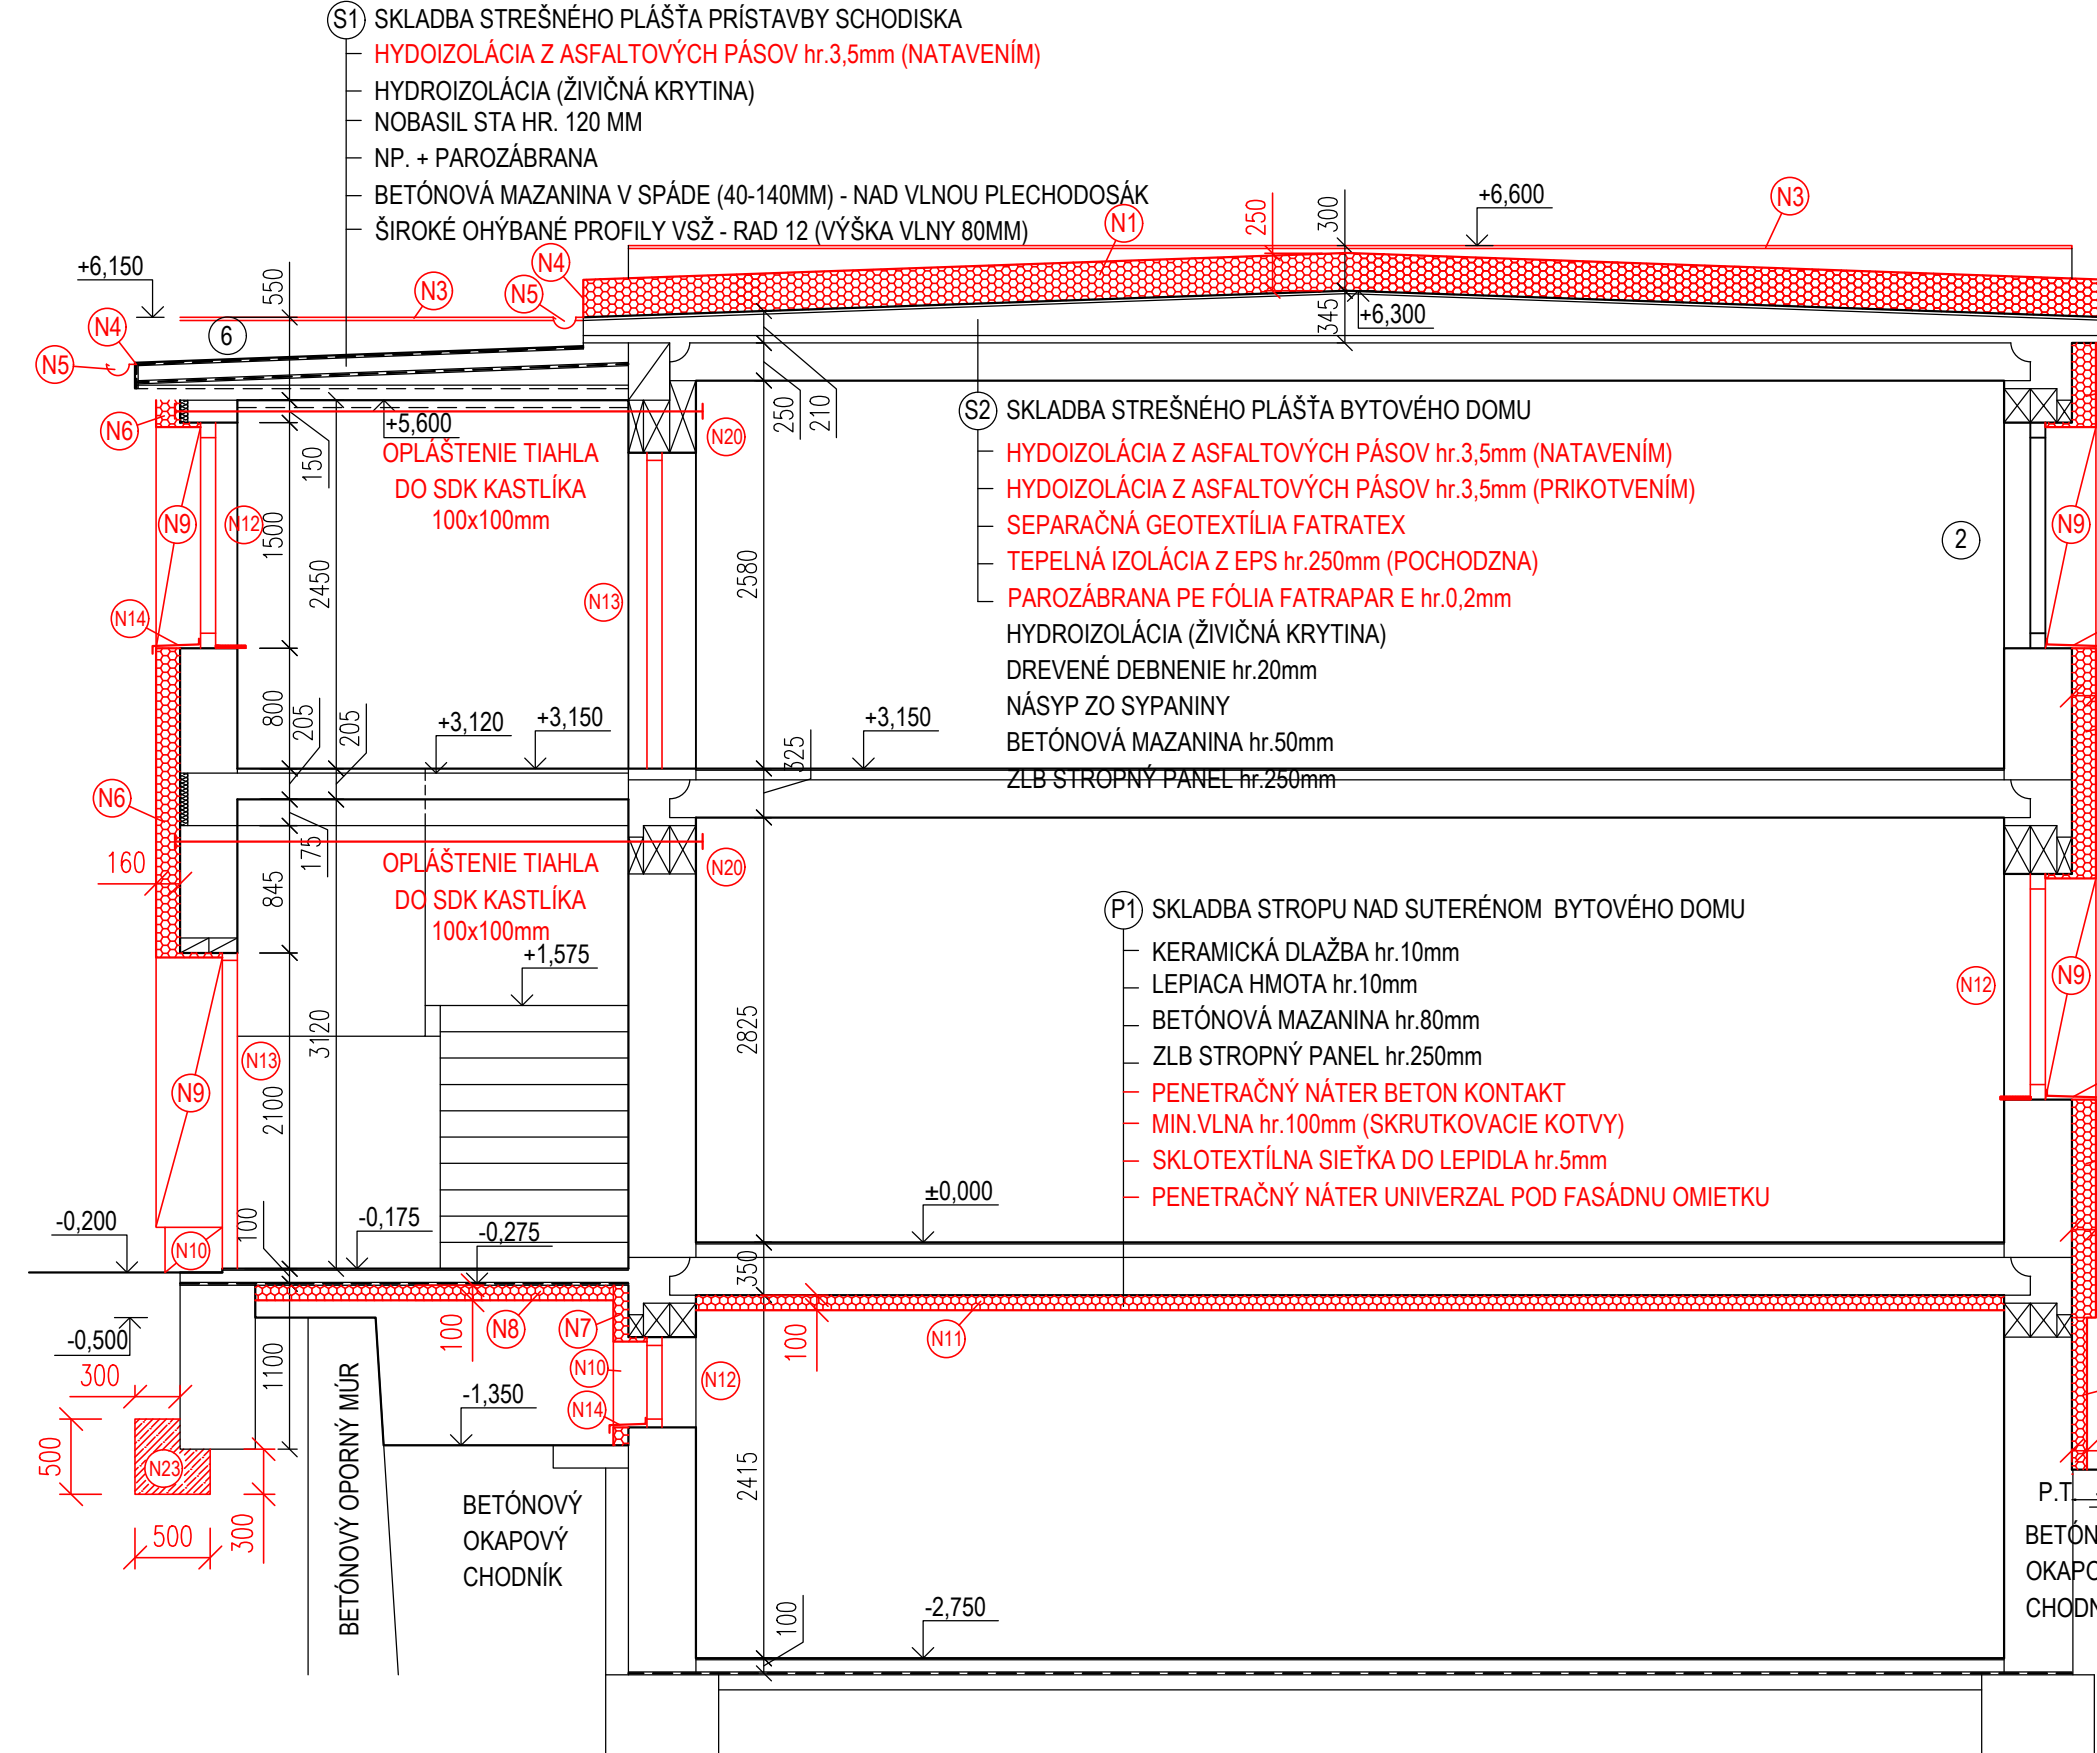 S1 SKLADBA STREŠNÉHO PLÁŠŤA PRÍSTAVBY SCHODISKA
HYDOIZOLÁCIA Z ASFALTOVÝCH PÁSOV hr.3,5mm (NATAVENÍM)
HYDROIZOLÁCIA (ŽIVIČNÁ KRYTINA)
NOBASIL STA HR. 120 MM
NP. + PAROZÁBRANA
BETÓNOVÁ MAZANINA V SPÁDE (40-140MM) - NAD VLNOU PLECHODOSÁK
ŠIROKÉ OHÝBANÉ PROFILY VSŽ - RAD 12 (VÝŠKA VLNY 80MM)
N1
250
300
+6,600
N3
+6,150
550
N3
N4
N5
N4
N5
6
345
+6,300
250
210
N6
+5,600
N20
150
OPLÁŠTENIE TIAHLA
DO SDK KASTLÍKA
100x100mm
S2 SKLADBA STREŠNÉHO PLÁŠŤA BYTOVÉHO DOMU
HYDOIZOLÁCIA Z ASFALTOVÝCH PÁSOV hr.3,5mm (NATAVENÍM)
HYDOIZOLÁCIA Z ASFALTOVÝCH PÁSOV hr.3,5mm (PRIKOTVENÍM)
SEPARAČNÁ GEOTEXTÍLIA FATRATEX
TEPELNÁ IZOLÁCIA Z EPS hr.250mm (POCHODZNA)
PAROZÁBRANA PE FÓLIA FATRAPAR E hr.0,2mm
HYDROIZOLÁCIA (ŽIVIČNÁ KRYTINA)
DREVENÉ DEBNENIE hr.20mm
NÁSYP ZO SYPANINY
BETÓNOVÁ MAZANINA hr.50mm
ZLB STROPNÝ PANEL hr.250mm
N9
N12
1500
2450
2580
N13
N14
2
N9
800
205
205
+3,120
+3,150
+3,150
325
N6
175
160
845
OPLÁŠTENIE TIAHLA
DO SDK KASTLÍKA
100x100mm
N20
+1,575
P1 SKLADBA STROPU NAD SUTERÉNOM BYTOVÉHO DOMU
KERAMICKÁ DLAŽBA hr.10mm
LEPIACA HMOTA hr.10mm
BETÓNOVÁ MAZANINA hr.80mm
ZLB STROPNÝ PANEL hr.250mm
PENETRAČNÝ NÁTER BETON KONTAKT
MIN.VLNA hr.100mm (SKRUTKOVACIE KOTVY)
SKLOTEXTÍLNA SIEŤKA DO LEPIDLA hr.5mm
PENETRAČNÝ NÁTER UNIVERZAL POD FASÁDNU OMIETKU
N12
N9
N13
N9
3120
2100
2825
-0,200
N10
100
-0,175
-0,275
±0,000
350
-0,500
300
1100
100
N8
N7
N10
N14
N12
100
N11
-1,350
500
N23
500
300
BETÓNOVÝ OPORNÝ MÚR
BETÓNOVÝ
OKAPOVÝ
CHODNÍK
2415
100
-2,750
P.T.
BETÓN
OKAPO
CHODN